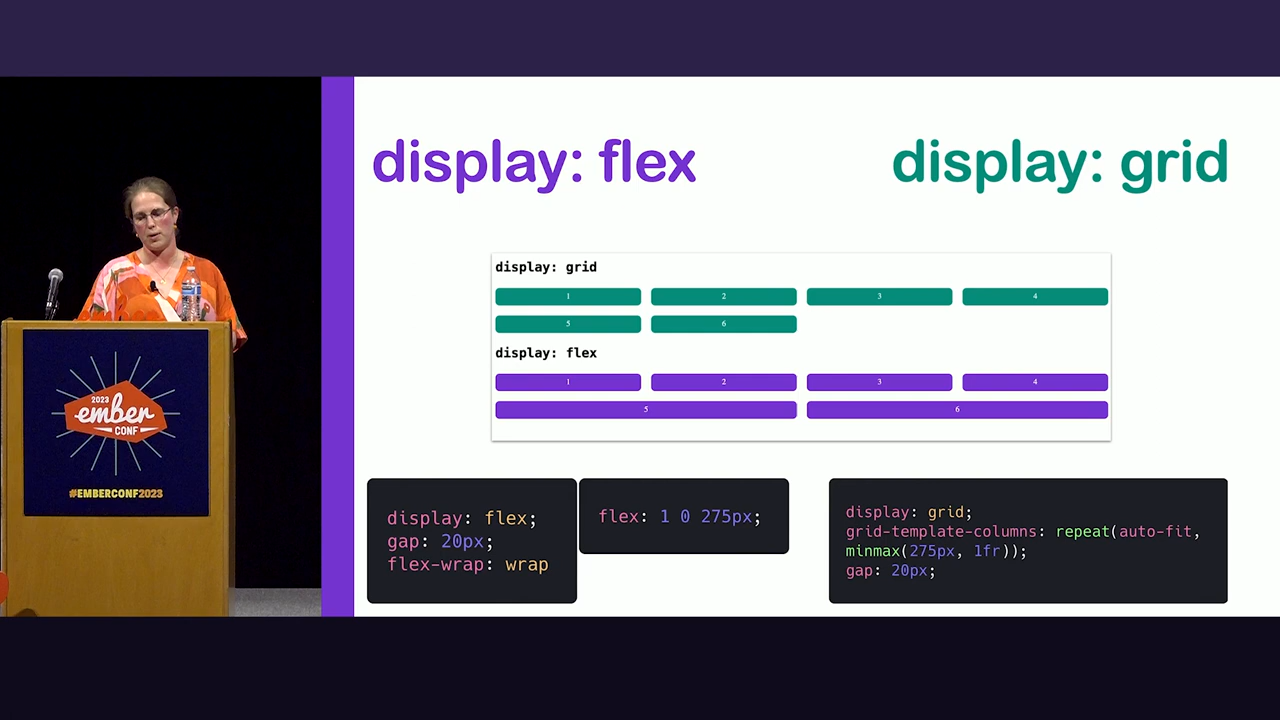 display: flex
display: grid
display: grid
1
2
3
4
5
6
display: flex
1
2
3
4
5
6
display: flex;
gap: 20px;
flex-wrap: wrap
flex: 1 0 275px;
display: grid;
grid-template-columns: repeat(auto-fit,
minmax(275px, 1fr));
gap: 20px;
2023
ember
CONF
#EMBERCONF2023